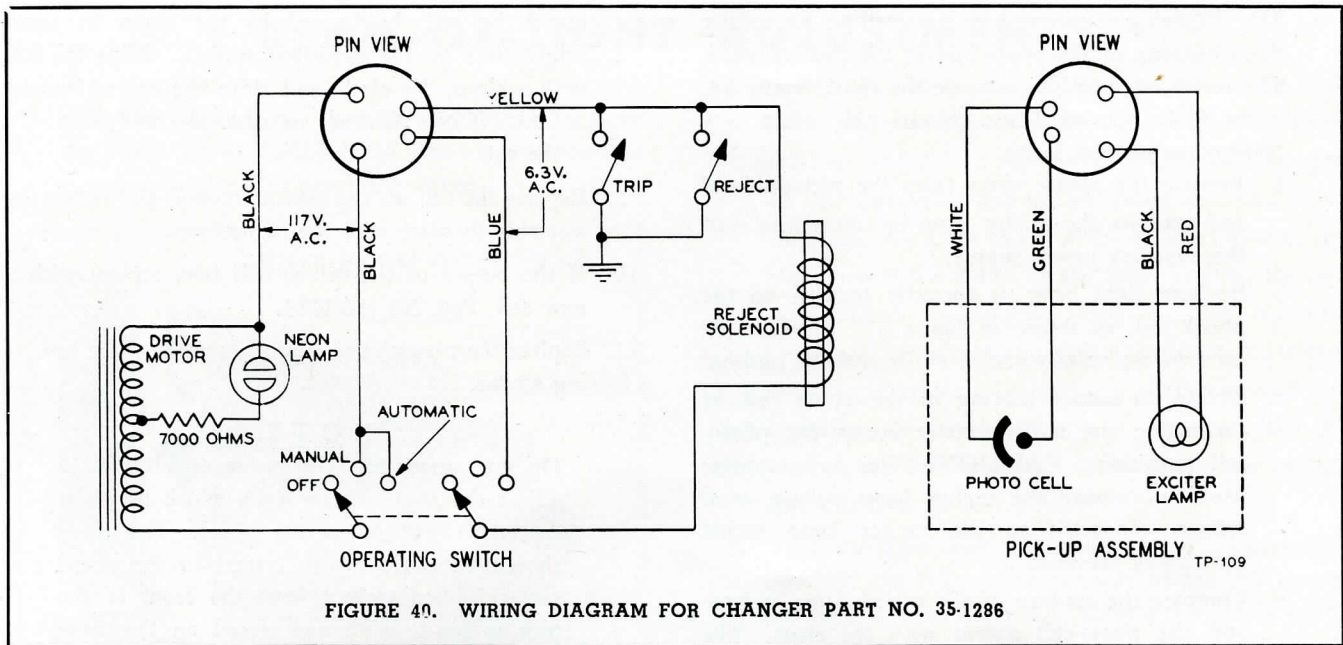 PIN VIEW
PIN VIEW
YELLOW
BLACK
117V.
A.C.
BLACK
6.3V.
A.C.
BLUE
TRIP
REJECT
WHITE
GREEN
BLACK
RED
DRIVE
MOTOR
NEON
LAMP
REJECT
SOLENOID
7000 OHMS
AUTOMATIC
MANUAL
OFF
OPERATING SWITCH
PHOTO CELL
EXCITER
LAMP
PICK-UP ASSEMBLY
TP-109
FIGURE 40. WIRING DIAGRAM FOR CHANGER PART NO. 35-1286